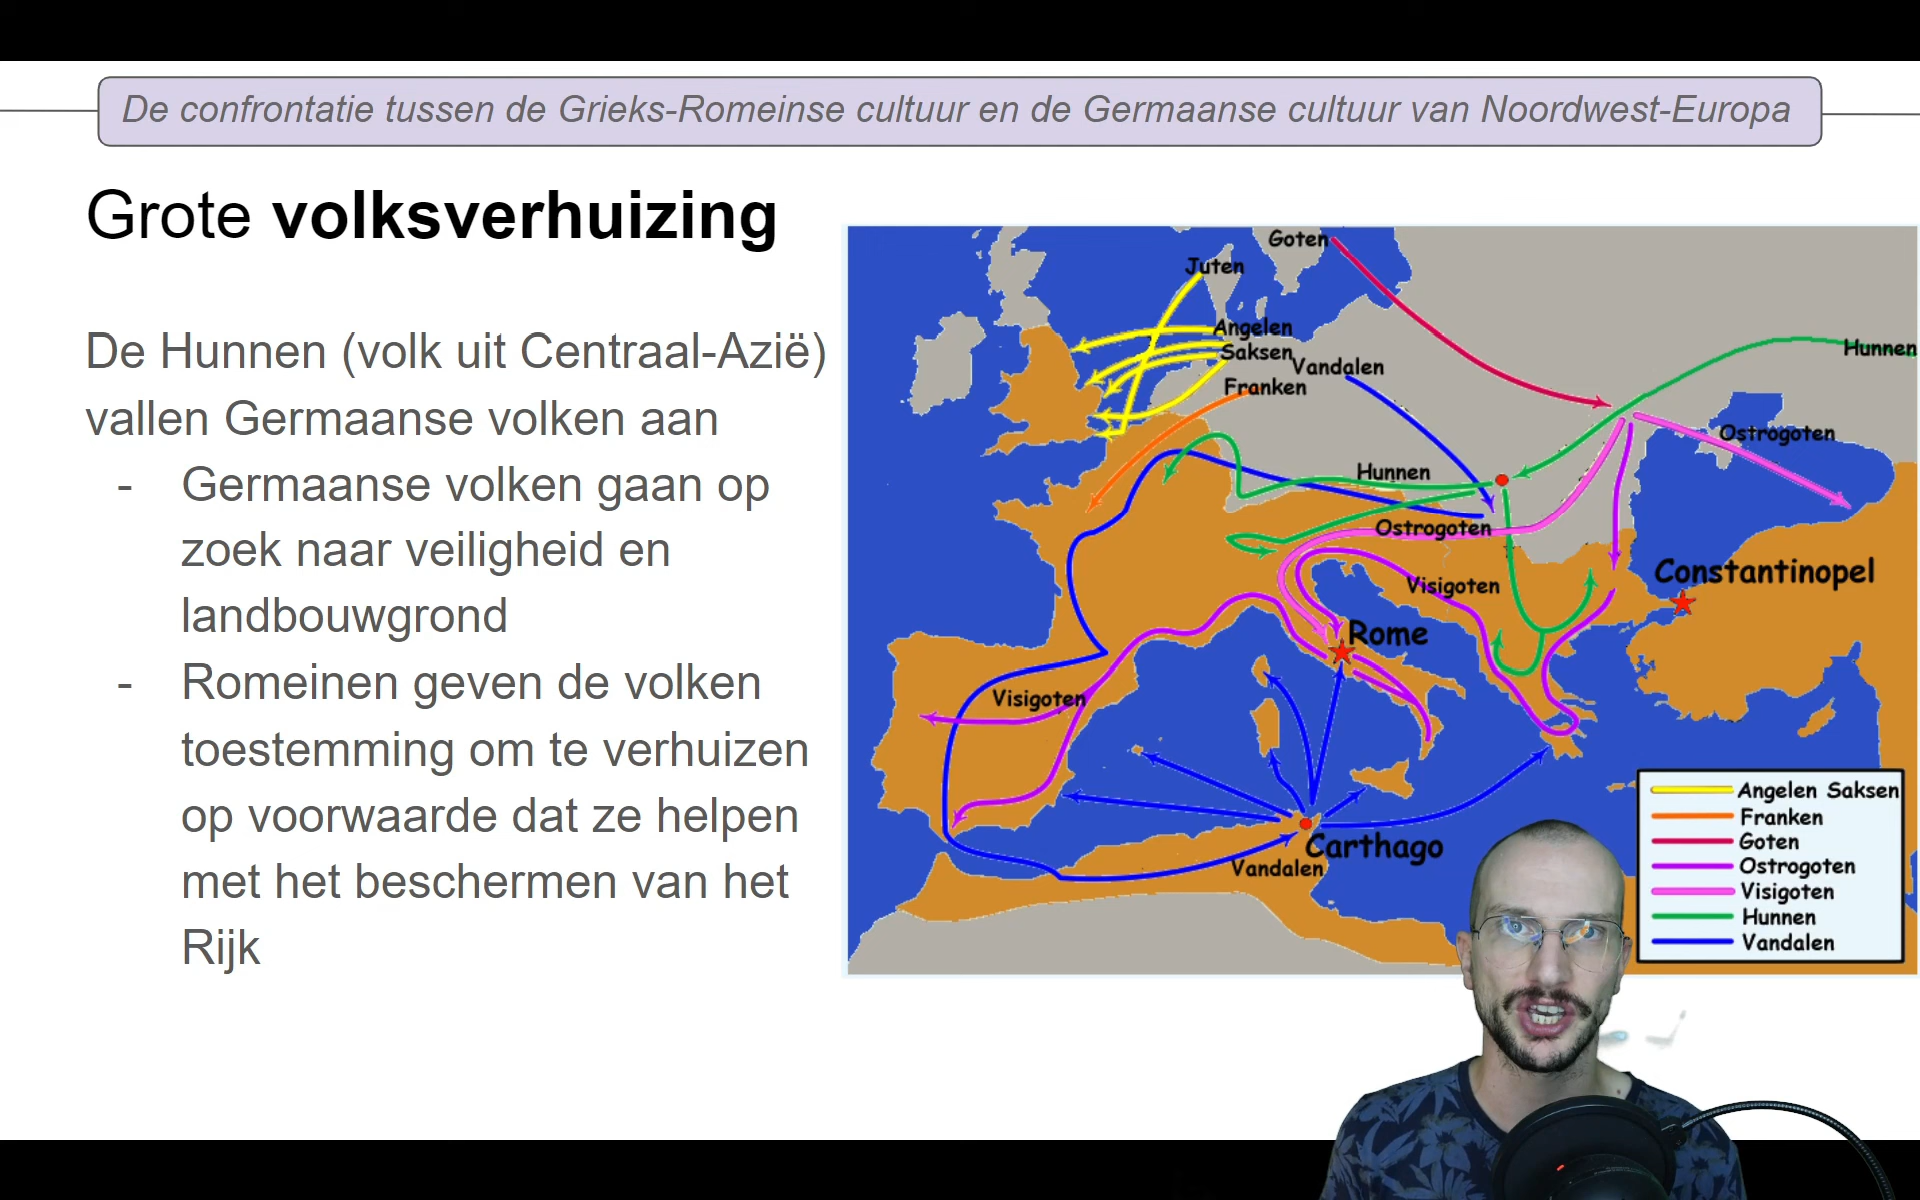 De confrontatie tussen de Grieks-Romeinse cultuur en de Germaanse cultuur van Noordwest-Europa
Grote volksverhuizing
De Hunnen (volk uit Centraal-Azië)
vallen Germaanse volken aan
- Germaanse volken gaan op
zoek naar veiligheid en
landbouwgrond
- Romeinen geven de volken
toestemming om te verhuizen
op voorwaarde dat ze helpen
met het beschermen van het
Rijk
Goten
Juten
Angelen
Saksen
Vandalen
Franken
Hunnen
Ostrogoten
Hunnen
Ostrogoten
Constantinopel
Visigoten
Rome
Visigoten
Carthago
Vandalen
Angelen Saksen
Franken
Goten
Ostrogoten
Visigoten
Hunnen
Vandalen